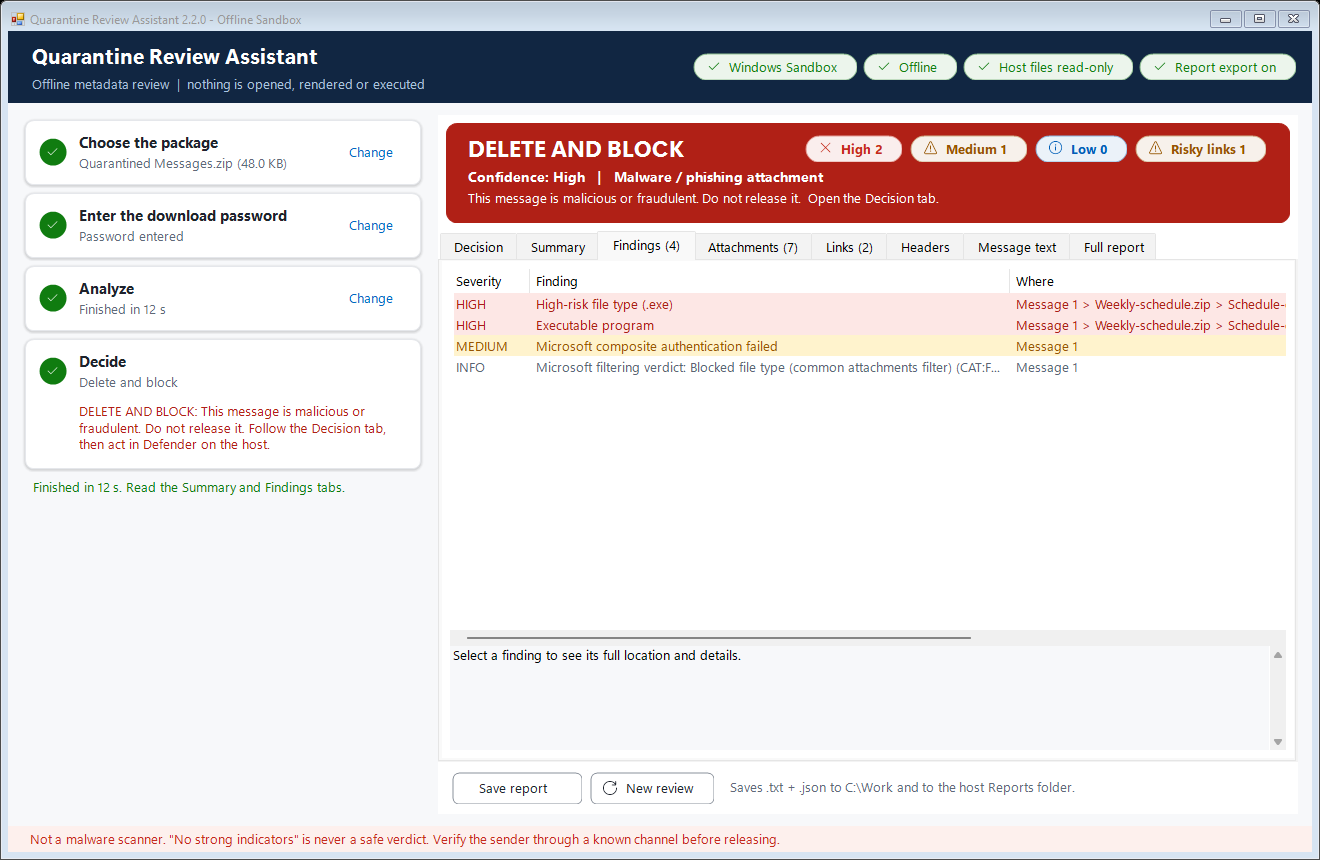 Quarantine Review Assistant 2.2.0 - Offline Sandbox
Quarantine Review Assistant
Offline metadata review | nothing is opened, rendered or executed
Windows Sandbox
Offline
Host files read-only
Report export on
Choose the package
Quarantined Messages.zip (48.0 KB)
Change
Enter the download password
Password entered
Change
Analyze
Finished in 12 s
Change
Decide
Delete and block
DELETE AND BLOCK: This message is malicious or
fraudulent. Do not release it. Follow the Decision tab,
then act in Defender on the host.
Finished in 12 s. Read the Summary and Findings tabs.
DELETE AND BLOCK
High 2
Medium 1
Low 0
Risky links 1
Confidence: High | Malware / phishing attachment
This message is malicious or fraudulent. Do not release it. Open the Decision tab.
Decision
Summary
Findings (4)
Attachments (7)
Links (2)
Headers
Message text
Full report
Severity Finding Where
HIGH High-risk file type (.exe) Message 1 > Weekly-schedule.zip > Schedule-
HIGH Executable program Message 1 > Weekly-schedule.zip > Schedule-
MEDIUM Microsoft composite authentication failed Message 1
INFO Microsoft filtering verdict: Blocked file type (common attachments filter) (CAT:F... Message 1
Select a finding to see its full location and details.
Save report
New review
Saves .txt + .json to C:\Work and to the host Reports folder.
Not a malware scanner. "No strong indicators" is never a safe verdict. Verify the sender through a known channel before releasing.